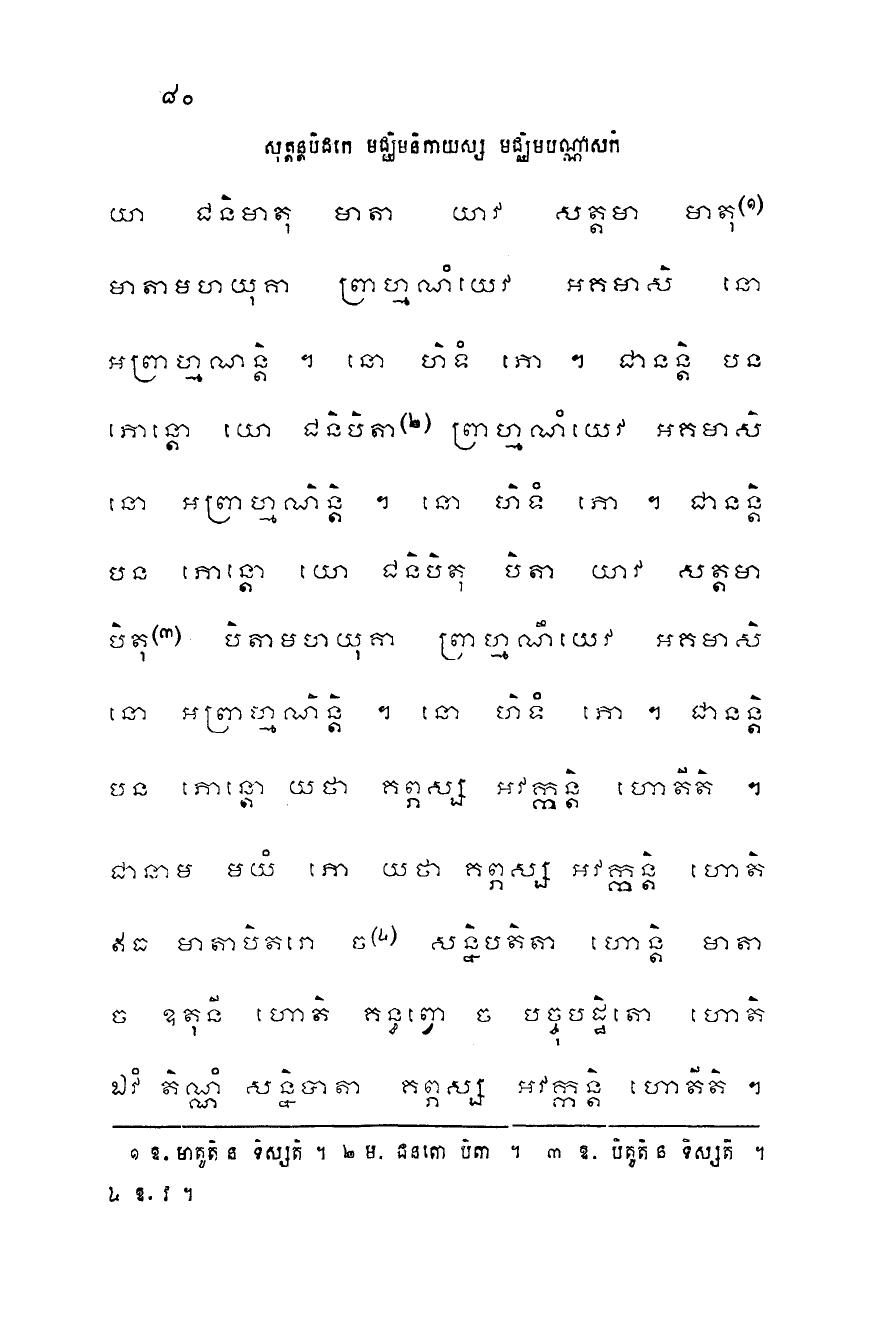 ៨០
សុត្តន្តបិដកេ មជ្ឈិមនិកាយស្ស មជ្ឈិមបណ្ណាសកំ
យា ជនិមាតុ មាតា យាវ សត្តមា មាតុ(១)
មាតាមហយុគា ព្រាហ្មណំយេវ អគមាសិ នោ
អព្រាហ្មណន្តិ ។ នោ ហិទំ ភោ ។ ជានន្តិ បន
ភោន្តោ យោ ជនិបិតា(២) ព្រាហ្មណំយេវ អគមាសិ
នោ អព្រាហ្មណិន្តិ ។ នោ ហិទំ ភោ ។ ជានន្តិ
បន ភោន្តោ យោ ជនិបិតុ បិតា យាវ សត្តមា
បិតុ(៣) បិតាមហយុគា ព្រាហ្មណឹយេវ អគមាសិ
នោ អព្រាហ្មណិន្តិ ។ នោ ហិទំ ភោ ។ ជានន្តិ
បន ភោន្តោ យថា គព្ភស្ស អវក្កន្តិ ហោតីតិ ។
ជានាម មយំ ភោ យថា គព្ភស្ស អវក្កន្តិ ហោតិ
ឥធ មាតាបិតរោ ច(៤) សន្និបតិតា ហោន្តិ មាតា
ច ឧតុនី ហោតិ គន្ធព្វោ ច បច្ចុបដ្ឋិតោ ហោតិ
ឯវំ តិណ្ណំ សន្និបាតា គព្ភស្ស អវក្កន្តិ ហោតីតិ ។
១ ឧ. មាតូតិ ន ទិស្សតិ ។ ២ ម. ជនកោ បិតា ។ ៣ ឧ. បិតូតិ ន ទិស្សតិ ។
៤ ឧ. វ ។